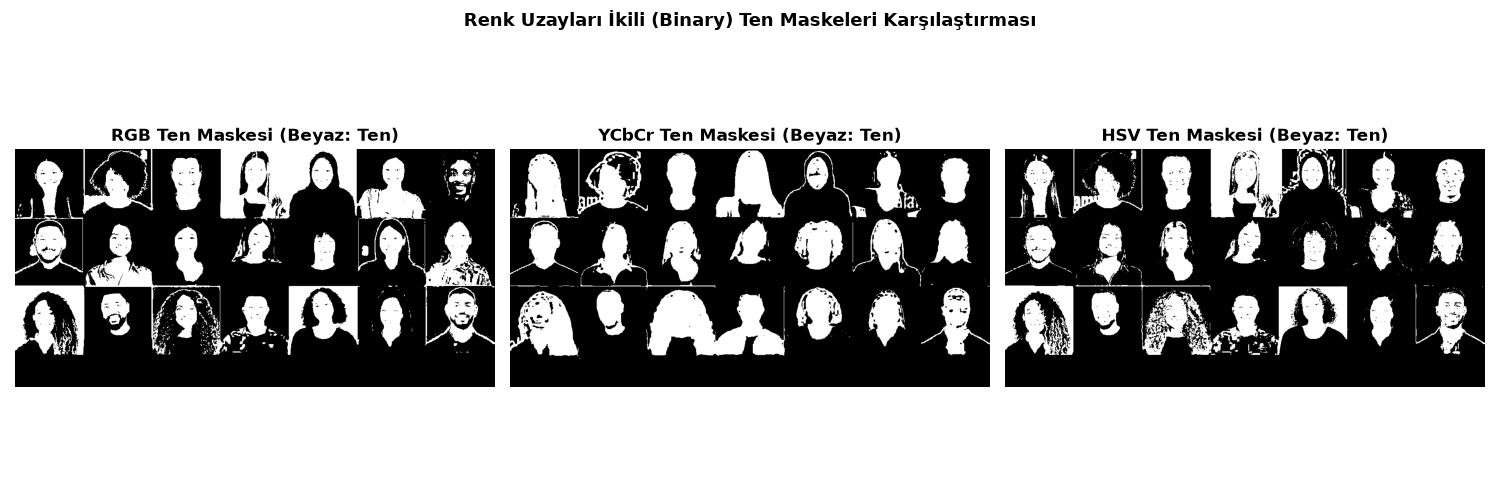 Renk Uzayları İkili (Binary) Ten Maskeleri Karşılaştırması
RGB Ten Maskesi (Beyaz: Ten)
YCbCr Ten Maskesi (Beyaz: Ten)
HSV Ten Maskesi (Beyaz: Ten)